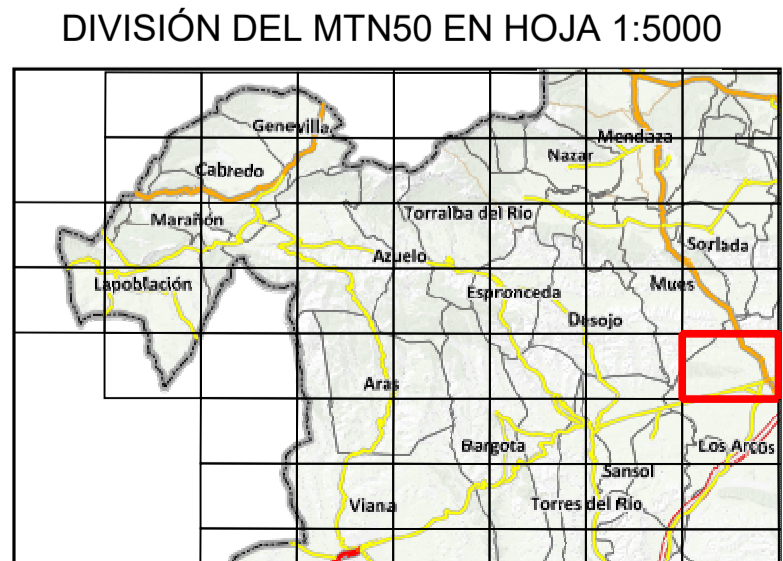 DIVISIÓN DEL MTN50 EN HOJA 1:5000
Genevilla
Mendaza
Nazar
Cabredo
Marañón
Torralba del Río
Sorlada
Azuelo
Lapoblación
Espronceda
Mues
Desojo
Aras
Bargota
Los Arcos
Sansol
Viana
Torres del Río